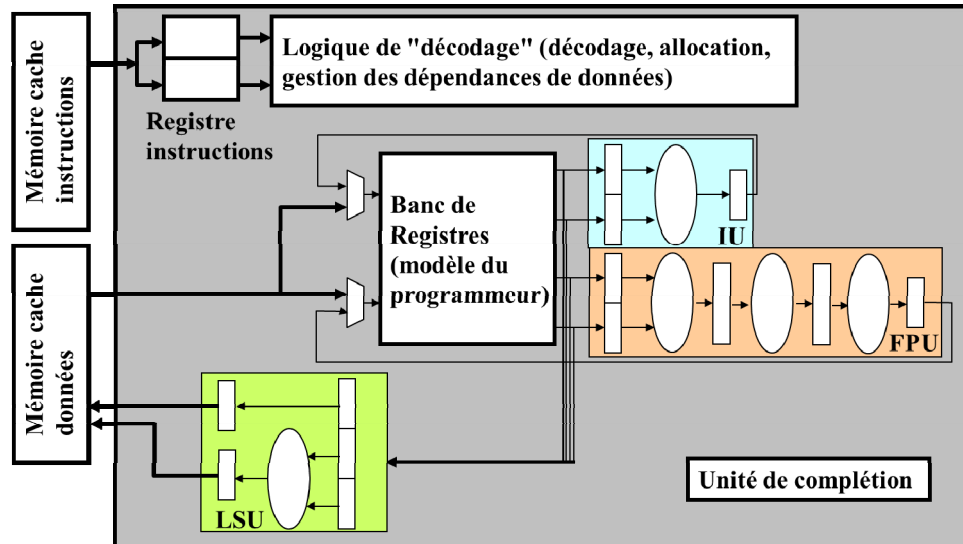 Mémoire cache
instructions
Logique de "décodage" (décodage, allocation,
gestion des dépendances de données)
Registre
instructions
Banc de
Registres
(modèle du
programmeur)
IU
FPU
Mémoire cache
données
LSU
Unité de complétion